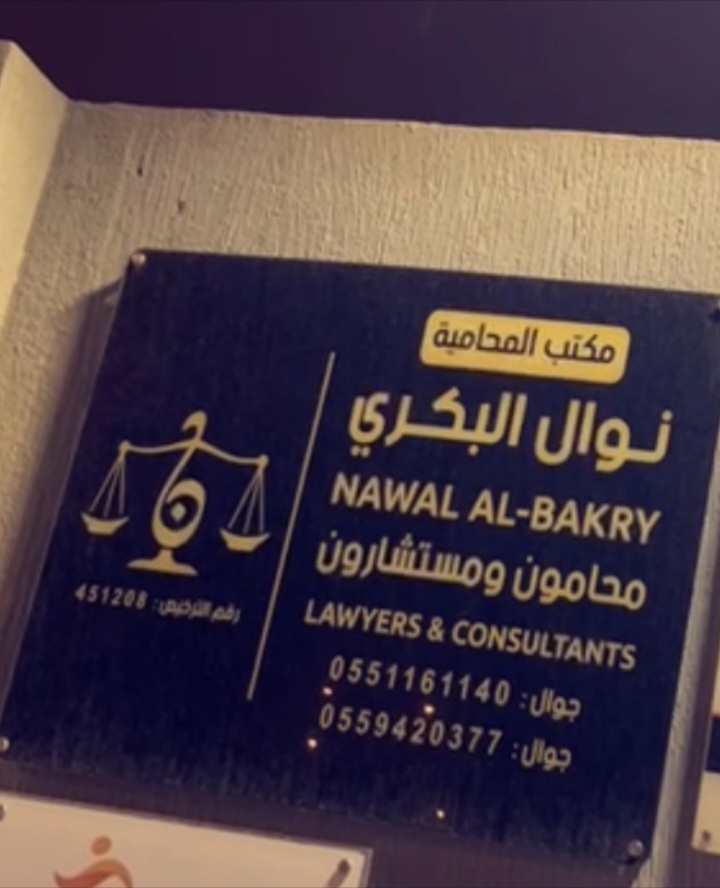 مكتب المحامية
نوال البكري
NAWAL AL-BAKRY
محامون ومستشارون
LAWYERS & CONSULTANTS
جوال: 0551161140
جوال: 0559420377
رقم الترخيص: 451208